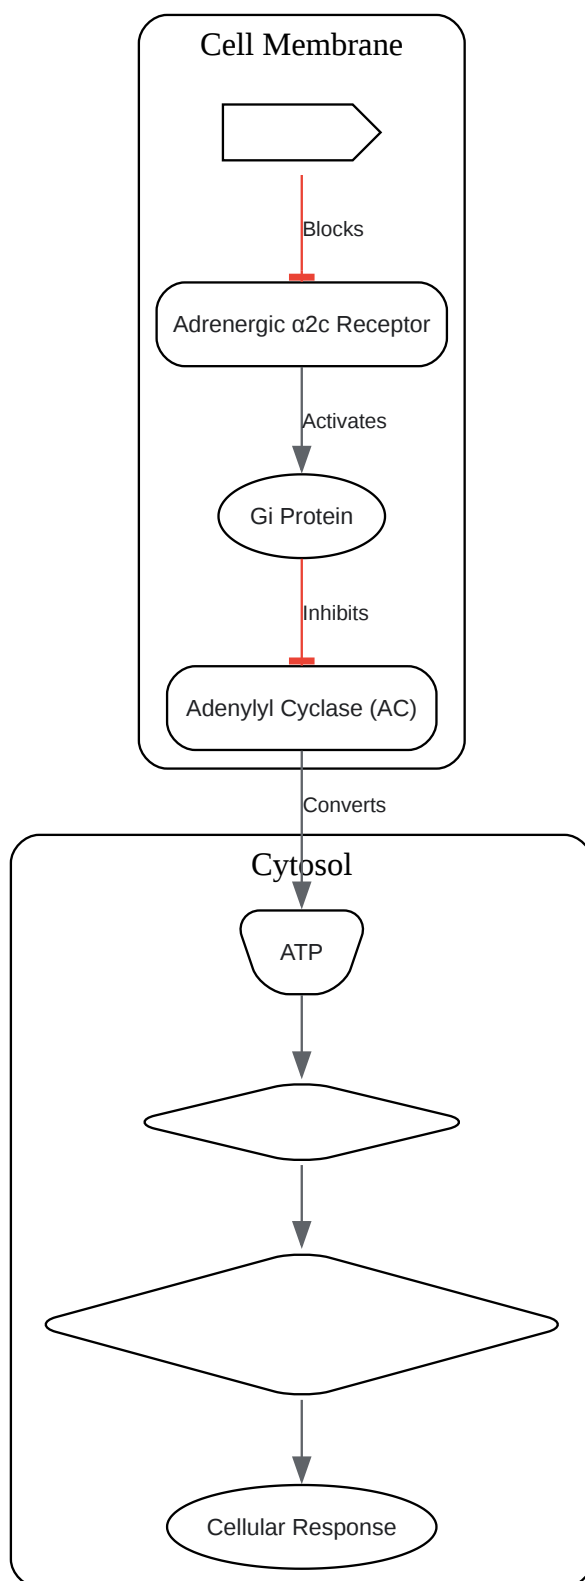 Cell Membrane
Blocks
Adrenergic α2c Receptor
Activates
Gi Protein
Inhibits
Adenylyl Cyclase (AC)
Converts
Cytosol
ATP
Cellular Response